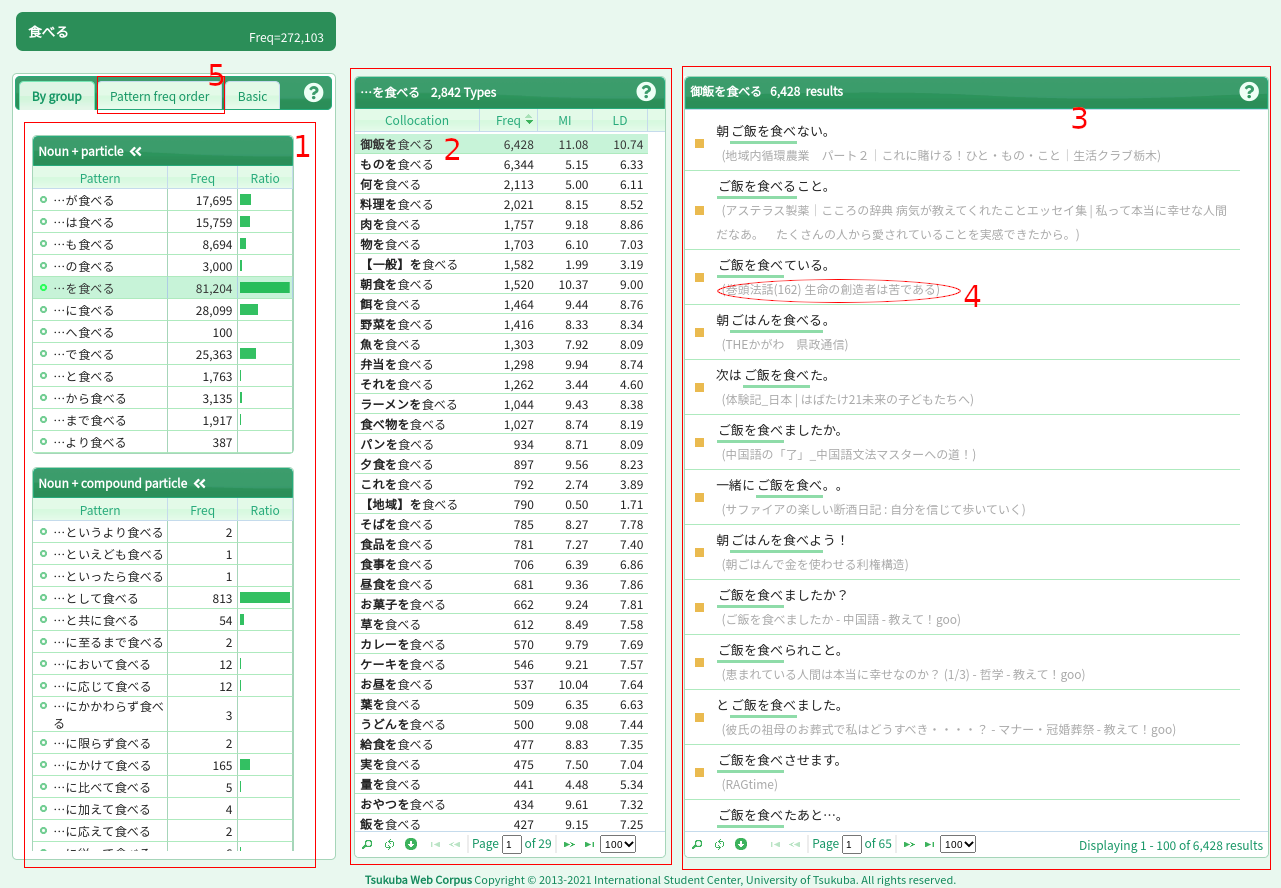 食べる
Freq=272,103
By group
Pattern freq order
Basic
?
5
1
Noun + particle
Pattern Freq Ratio
…が食べる 17,695
…は食べる 15,759
…も食べる 8,694
…の食べる 3,000
…を食べる 81,204
…に食べる 28,099
…へ食べる 100
…で食べる 25,363
…と食べる 1,763
…から食べる 3,135
…まで食べる 1,917
…より食べる 387
Noun + compound particle
Pattern Freq Ratio
…というより食べる 2
…といえども食べる 1
…といったら食べる 1
…として食べる 813
…と共に食べる 54
…に至るまで食べる 2
…において食べる 12
…に応じて食べる 12
…にかかわらず食べ
る 3
…に限らず食べる 2
…にかけて食べる 165
…に比べて食べる 5
…に加えて食べる 4
…に応えて食べる 2
…を食べる 2,842 Types
?
Collocation Freq MI LD
2
御飯を食べる 6,428 11.08 10.74
ものを食べる 6,344 5.15 6.33
何を食べる 2,113 5.00 6.11
料理を食べる 2,021 8.15 8.52
肉を食べる 1,757 9.18 8.86
物を食べる 1,703 6.10 7.03
【一般】を食べる 1,582 1.99 3.19
朝食を食べる 1,520 10.37 9.00
餌を食べる 1,464 9.44 8.76
野菜を食べる 1,416 8.33 8.34
魚を食べる 1,303 7.92 8.09
弁当を食べる 1,298 9.94 8.74
それを食べる 1,262 3.44 4.60
ラーメンを食べる 1,044 9.43 8.38
食べ物を食べる 1,027 8.74 8.19
パンを食べる 934 8.71 8.09
夕食を食べる 897 9.56 8.23
これを食べる 792 2.74 3.89
【地域】を食べる 790 0.50 1.71
そばを食べる 785 8.27 7.78
食品を食べる 781 7.27 7.40
食事を食べる 706 6.39 6.86
昼食を食べる 681 9.36 7.86
お菓子を食べる 662 9.24 7.81
草を食べる 612 8.49 7.58
カレーを食べる 570 9.79 7.69
ケーキを食べる 546 9.21 7.57
お昼を食べる 537 10.04 7.64
葉を食べる 509 6.35 6.63
うどんを食べる 500 9.08 7.44
給食を食べる 477 8.83 7.35
実を食べる 475 7.50 7.04
量を食べる 441 4.48 5.34
おやつを食べる 434 9.61 7.32
飯を食べる 427 9.15 7.25
Page 1 of 29 100
御飯を食べる 6,428 results
?
3
朝ご飯を食べない。
(地域内循環農業 パート２｜これに賭ける！ひと・もの・こと｜生活クラブ栃木)
ご飯を食べること。
(アステラス製薬｜こころの辞典 病気が教えてくれたことエッセイ集 | 私って本当に幸せな人間
だなあ。 たくさんの人から愛されていることを実感できたから。)
ご飯を食べている。
(巻頭法話(162) 生命の創造者は苦である)
4
朝ごはんを食べる。
(THEかがわ 県政通信)
次はご飯を食べた。
(体験記_日本 | はばたけ21未来の子どもたちへ)
ご飯を食べましたか。
(中国語の「了」_中国語文法マスターへの道！)
一緒にご飯を食べ。。
(サファイアの楽しい断酒日記 : 自分を信じて歩いていく)
朝ごはんを食べよう！
(朝ごはんで金を使わせる利権構造)
ご飯を食べましたか？
(ご飯を食べましたか - 中国語 - 教えて！goo)
ご飯を食べられこと。
(恵まれている人間は本当に幸せなのか？ (1/3) - 哲学 - 教えて！goo)
とご飯を食べました。
(彼氏の祖母のお葬式で私はどうすべき・・・・？ - マナー・冠婚葬祭 - 教えて！goo)
ご飯を食べさせます。
(RAGtime)
ご飯を食べたあと…。
Page 1 of 65 100
Displaying 1 - 100 of 6,428 results
Tsukuba Web Corpus Copyright © 2013-2021 International Student Center, University of Tsukuba. All rights reserved.